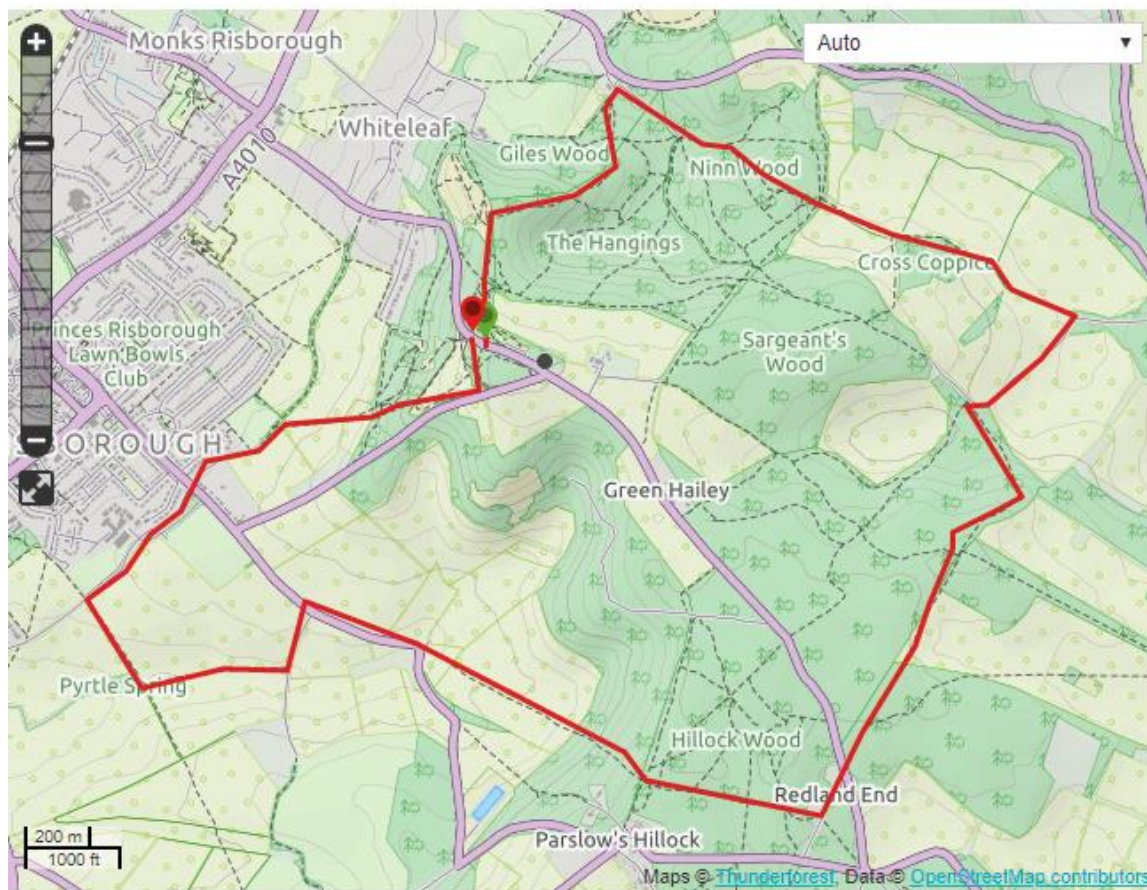 +
Auto
Monks Risborough
A4010
Whiteleaf
Giles Wood
Ninn Wood
The Hangings
Cross Coppice
Princes Risborough
Lawn Bowls
Club
Sargeant's
Wood
SBOROUGH
Green Hailey
Pyrtle Spring
Hillock Wood
Redland End
Parslow's Hillock
200 m
1000 ft
Maps © Thunderforest, Data © OpenStreetMap contributors